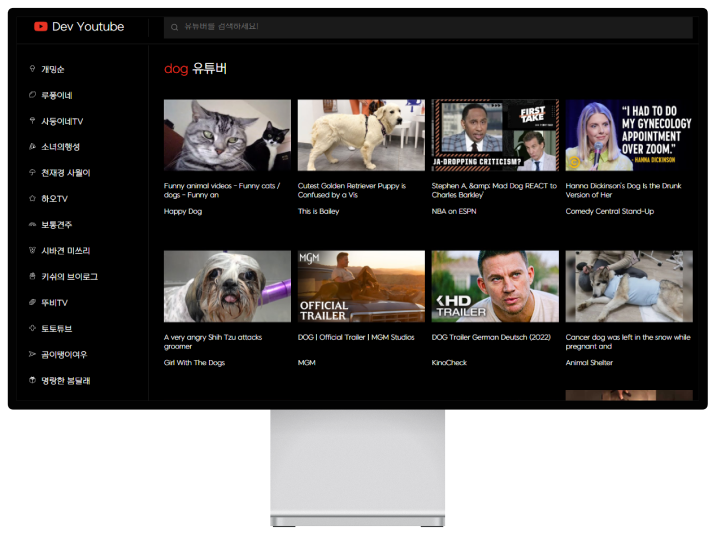 Dev Youtube
유튜버를 검색하세요!
개밍순
루퐁이네
사둥이네TV
소녀의행성
천재경 사월이
하오TV
보통견주
시바견 미쓰리
키쉬의 브이로그
뚜비TV
토토튜브
곰이탱이여우
명랑한 봄달래
dog 유튜버
Funny animal videos - Funny cats /
dogs - Funny an
Happy Dog
Cutest Golden Retriever Puppy is
Confused by a Vis
This is Bailey
FIRST
TAKE
JA-DROPPING CRITICISM?
Stephen A, &amp; Mad Dog REACT to
Charles Barkley'
NBA on ESPN
"I HAD TO DO
MY GYNECOLOGY
APPOINTMENT
OVER ZOOM."
- HANNA DICKINSON
Hanna Dickinson's Dog Is the Drunk
Version of Her
Comedy Central Stand-Up
A very angry Shih Tzu attacks
groomer
Girl With The Dogs
MGM
OFFICIAL
TRAILER
DOG | Official Trailer | MGM Studios
MGM
HD
TRAILER
DOG Trailer German Deutsch (2022)
KinoCheck
Cancer dog was left in the snow while
pregnant and
Animal Shelter